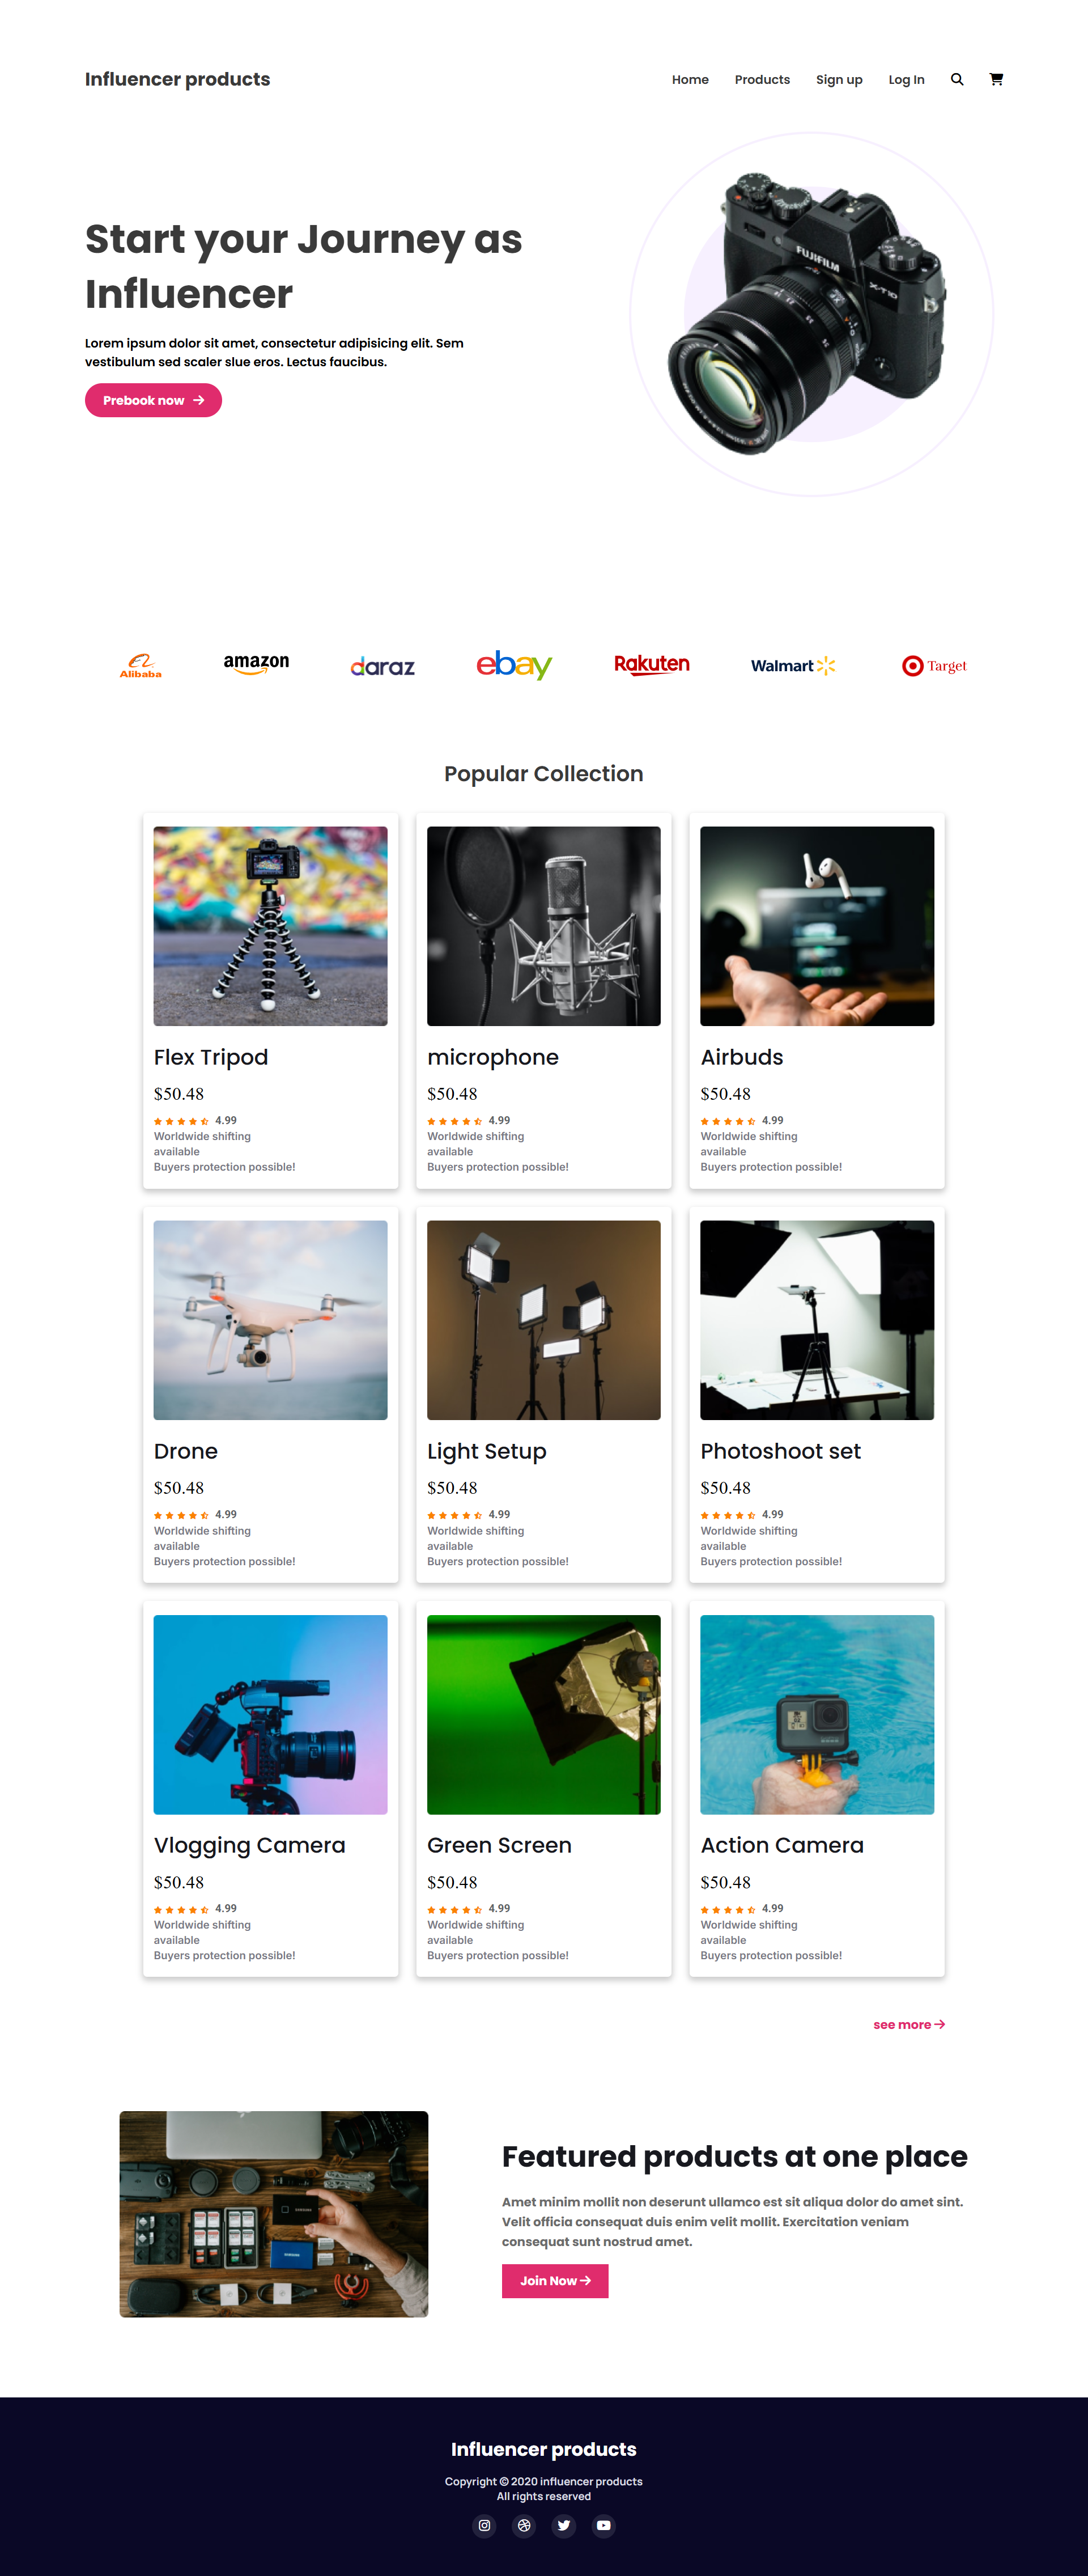 Influencer products
Home Products Sign up Log In
Start your Journey as
Influencer
FUJIFILM
X-T10
Lorem ipsum dolor sit amet, consectetur adipisicing elit. Sem
vestibulum sed scaler slue eros. Lectus faucibus.
Prebook now
Alibaba amazon daraz ebay Rakuten Walmart Target
Popular Collection
Flex Tripod
$50.48
4.99
Worldwide shifting
available
Buyers protection possible!
microphone
$50.48
4.99
Worldwide shifting
available
Buyers protection possible!
Airbuds
$50.48
4.99
Worldwide shifting
available
Buyers protection possible!
Drone
$50.48
4.99
Worldwide shifting
available
Buyers protection possible!
Light Setup
$50.48
4.99
Worldwide shifting
available
Buyers protection possible!
Photoshoot set
$50.48
4.99
Worldwide shifting
available
Buyers protection possible!
Vlogging Camera
$50.48
4.99
Worldwide shifting
available
Buyers protection possible!
Green Screen
$50.48
4.99
Worldwide shifting
available
Buyers protection possible!
Action Camera
$50.48
4.99
Worldwide shifting
available
Buyers protection possible!
see more
Featured products at one place
Amet minim mollit non deserunt ullamco est sit aliqua dolor do amet sint.
Velit officia consequat duis enim velit mollit. Exercitation veniam
consequat sunt nostrud amet.
Join Now
Influencer products
Copyright © 2020 influencer products
All rights reserved